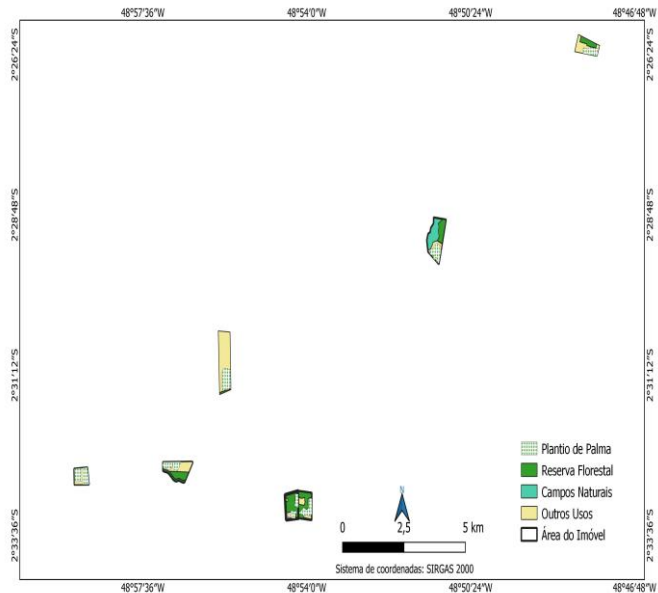 48°57'36"W 48°54'0"W 48°50'24"W 48°46'48"W
2°26'24"S 2°26'24"S
2°28'48"S 2°28'48"S
2°31'12"S 2°31'12"S
2°33'36"S 2°33'36"S
Plantio de Palma
Reserva Florestal
Campos Naturais
Outros Usos
Área do Imóvel
N
0 2,5 5 km
Sistema de coordenadas: SIRGAS 2000
48°57'36"W 48°54'0"W 48°50'24"W 48°46'48"W